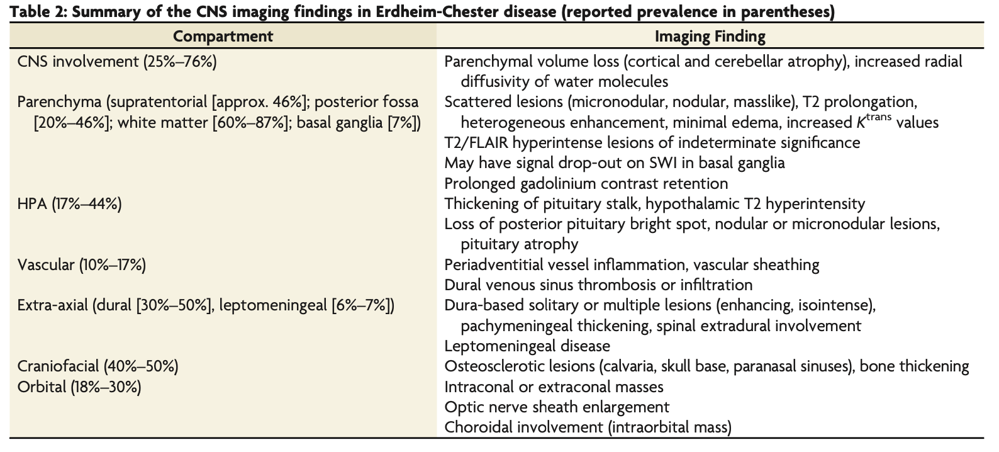 Table 2: Summary of the CNS imaging findings in Erdheim-Chester disease (reported prevalence in parentheses)
Compartment
Imaging Finding
CNS involvement (25%–76%)
Parenchymal volume loss (cortical and cerebellar atrophy), increased radial
diffusivity of water molecules
Parenchyma (supratentorial [approx. 46%]; posterior fossa
[20%–46%]; white matter [60%–87%]; basal ganglia [7%])
Scattered lesions (micronodular, nodular, masslike), T2 prolongation,
heterogeneous enhancement, minimal edema, increased Ktrans values
T2/FLAIR hyperintense lesions of indeterminate significance
May have signal drop-out on SWI in basal ganglia
Prolonged gadolinium contrast retention
HPA (17%–44%)
Thickening of pituitary stalk, hypothalamic T2 hyperintensity
Loss of posterior pituitary bright spot, nodular or micronodular lesions,
pituitary atrophy
Vascular (10%–17%)
Periadventitial vessel inflammation, vascular sheathing
Dural venous sinus thrombosis or infiltration
Extra-axial (dural [30%–50%], leptomeningeal [6%–7%])
Dura-based solitary or multiple lesions (enhancing, isointense),
pachymeningeal thickening, spinal extradural involvement
Leptomeningeal disease
Craniofacial (40%–50%)
Osteosclerotic lesions (calvaria, skull base, paranasal sinuses), bone thickening
Orbital (18%–30%)
Intraconal or extraconal masses
Optic nerve sheath enlargement
Choroidal involvement (intraorbital mass)